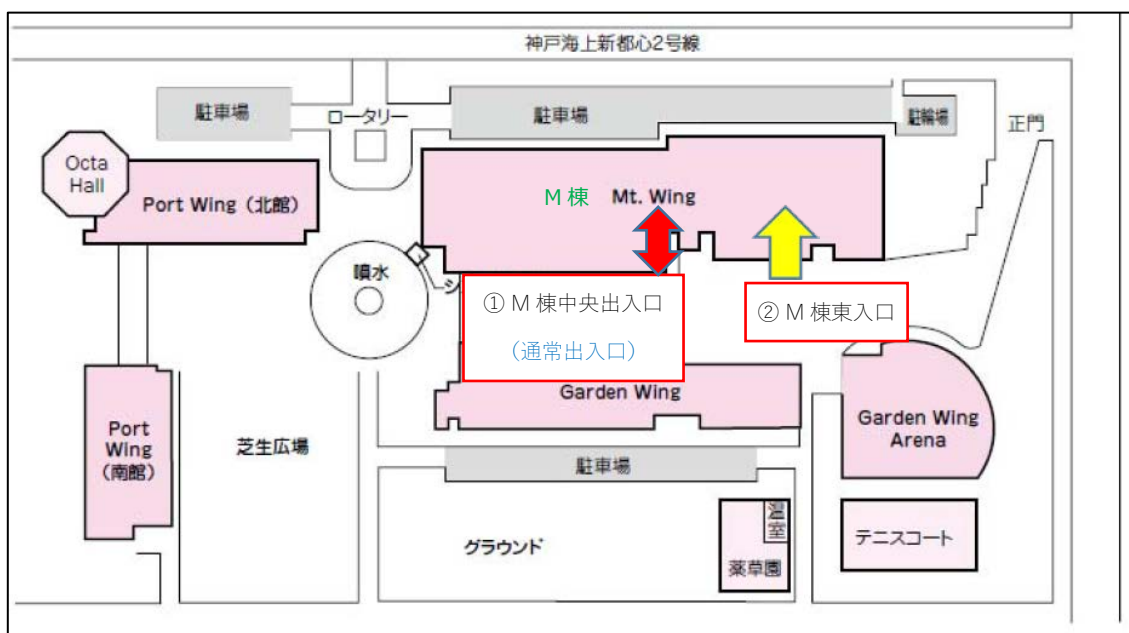 神戸海上新都心2号線
駐車場
ロータリー
駐車場
駐輪場
正門
Octa
Hall
Port Wing（北館）
M 棟
Mt. Wing
噴水
シ
① M 棟中央出入口
（通常出入口）
② M 棟東入口
Garden Wing
Garden Wing
Arena
Port
Wing
（南館）
芝生広場
駐車場
グラウンド
温室
薬草園
テニスコート